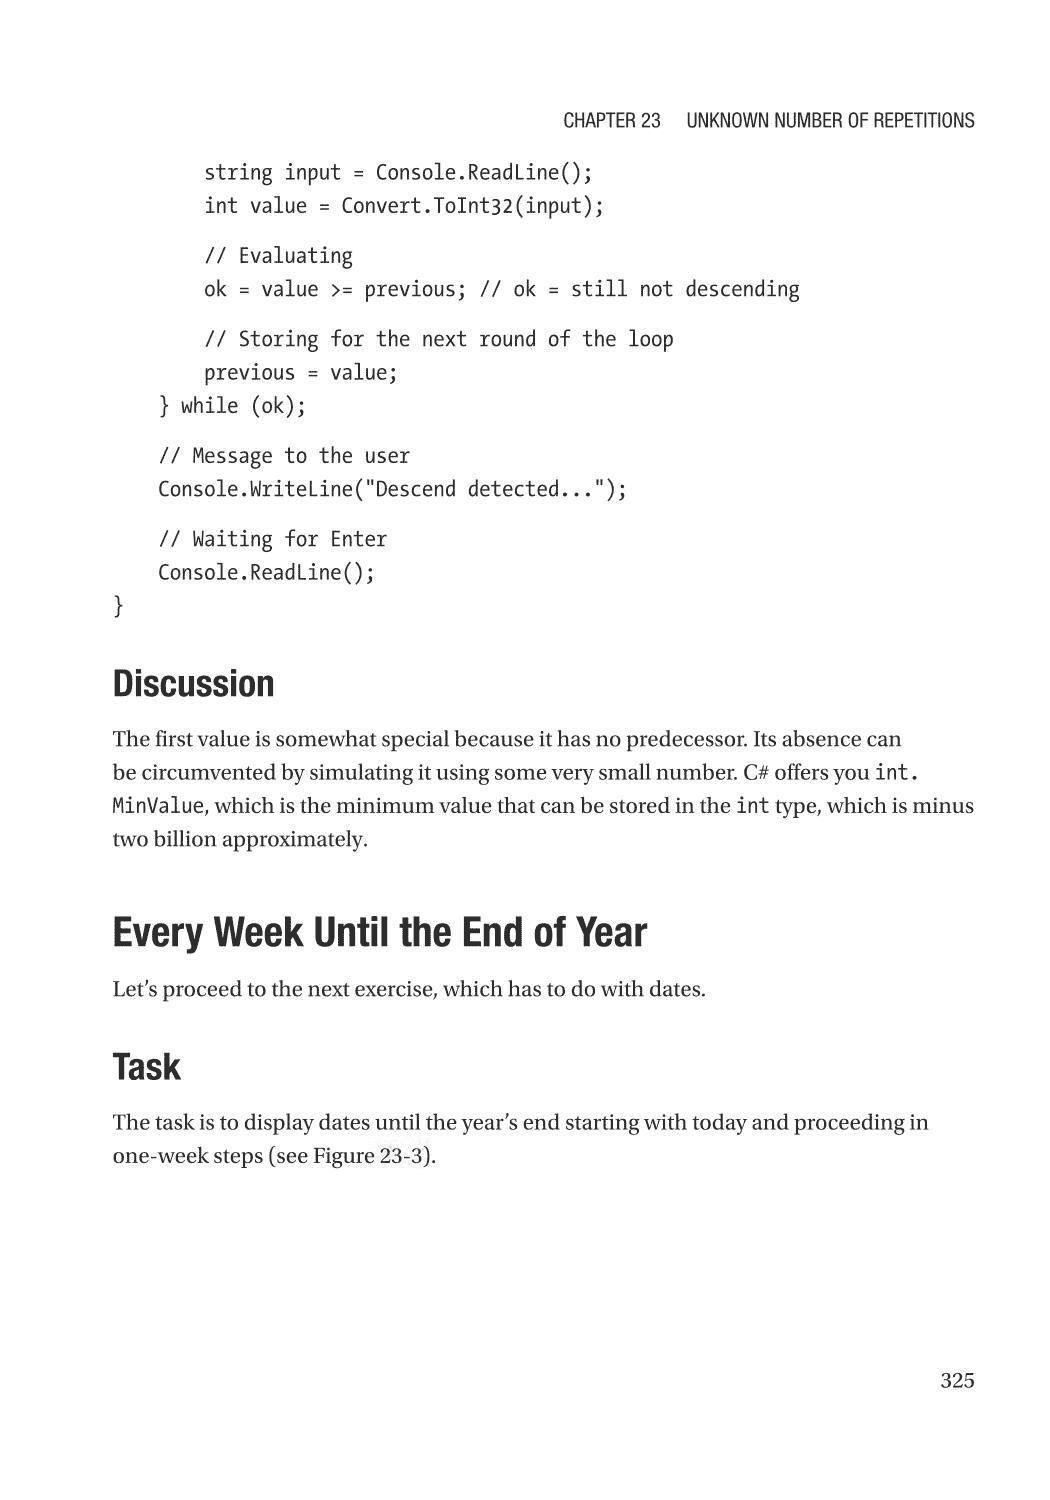 CHAPTER 23 UNKNOWN NUMBER OF REPETITIONS
string input = Console.ReadLine();
int value = Convert.ToInt32(input);
// Evaluating
ok = value >= previous; // ok = still not descending
// Storing for the next round of the loop
previous = value;
} while (ok);
// Message to the user
Console.WriteLine("Descend detected...");
// Waiting for Enter
Console.ReadLine();
}
Discussion
The first value is somewhat special because it has no predecessor. Its absence can
be circumvented by simulating it using some very small number. C# offers you int.
MinValue, which is the minimum value that can be stored in the int type, which is minus
two billion approximately.
Every Week Until the End of Year
Let’s proceed to the next exercise, which has to do with dates.
Task
The task is to display dates until the year’s end starting with today and proceeding in
one-week steps (see Figure 23-3).
325